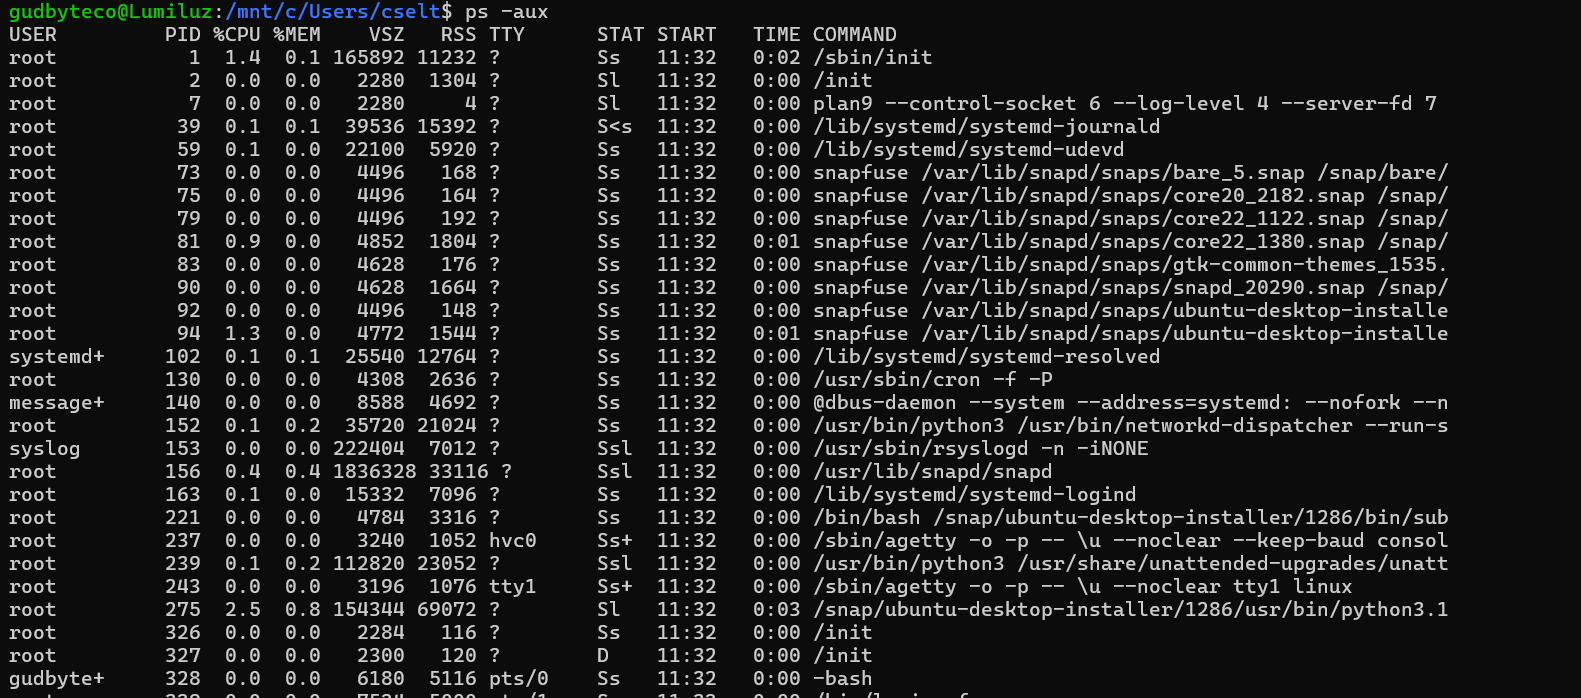 gudbyteco@Lumiluz:/mnt/c/Users/cselt$ ps -aux
USER PID %CPU %MEM VSZ RSS TTY STAT START TIME COMMAND
root 1 1.4 0.1 165892 11232 ? Ss 11:32 0:02 /sbin/init
root 2 0.0 0.0 2280 1304 ? Sl 11:32 0:00 /init
root 7 0.0 0.0 2280 4 ? Sl 11:32 0:00 plan9 --control-socket 6 --log-level 4 --server-fd 7
root 39 0.1 0.1 39536 15392 ? S<s 11:32 0:00 /lib/systemd/systemd-journald
root 59 0.1 0.0 22100 5920 ? Ss 11:32 0:00 /lib/systemd/systemd-udevd
root 73 0.0 0.0 4496 168 ? Ss 11:32 0:00 snapfuse /var/lib/snapd/snaps/bare_5.snap /snap/bare/
root 75 0.0 0.0 4496 164 ? Ss 11:32 0:00 snapfuse /var/lib/snapd/snaps/core20_2182.snap /snap/
root 79 0.0 0.0 4496 192 ? Ss 11:32 0:00 snapfuse /var/lib/snapd/snaps/core22_1122.snap /snap/
root 81 0.9 0.0 4852 1804 ? Ss 11:32 0:01 snapfuse /var/lib/snapd/snaps/core22_1380.snap /snap/
root 83 0.0 0.0 4628 176 ? Ss 11:32 0:00 snapfuse /var/lib/snapd/snaps/gtk-common-themes_1535.
root 90 0.0 0.0 4628 1664 ? Ss 11:32 0:00 snapfuse /var/lib/snapd/snaps/snapd_20290.snap /snap/
root 92 0.0 0.0 4496 148 ? Ss 11:32 0:00 snapfuse /var/lib/snapd/snaps/ubuntu-desktop-installe
root 94 1.3 0.0 4772 1544 ? Ss 11:32 0:01 snapfuse /var/lib/snapd/snaps/ubuntu-desktop-installe
systemd+ 102 0.1 0.1 25540 12764 ? Ss 11:32 0:00 /lib/systemd/systemd-resolved
root 130 0.0 0.0 4308 2636 ? Ss 11:32 0:00 /usr/sbin/cron -f -P
message+ 140 0.0 0.0 8588 4692 ? Ss 11:32 0:00 @dbus-daemon --system --address=systemd: --nofork --n
root 152 0.1 0.2 35720 21024 ? Ss 11:32 0:00 /usr/bin/python3 /usr/bin/networkd-dispatcher --run-s
syslog 153 0.0 0.0 222404 7012 ? Ssl 11:32 0:00 /usr/sbin/rsyslogd -n -iNONE
root 156 0.4 0.4 1836328 33116 ? Ssl 11:32 0:00 /usr/lib/snapd/snapd
root 163 0.1 0.0 15332 7096 ? Ss 11:32 0:00 /lib/systemd/systemd-logind
root 221 0.0 0.0 4784 3316 ? Ss 11:32 0:00 /bin/bash /snap/ubuntu-desktop-installer/1286/bin/sub
root 237 0.0 0.0 3240 1052 hvc0 Ss+ 11:32 0:00 /sbin/agetty -o -p -- \u --noclear --keep-baud consol
root 239 0.1 0.2 112820 23052 ? Ssl 11:32 0:00 /usr/bin/python3 /usr/share/unattended-upgrades/unatt
root 243 0.0 0.0 3196 1076 tty1 Ss+ 11:32 0:00 /sbin/agetty -o -p -- \u --noclear tty1 linux
root 275 2.5 0.8 154344 69072 ? Sl 11:32 0:03 /snap/ubuntu-desktop-installer/1286/usr/bin/python3.1
root 326 0.0 0.0 2284 116 ? Ss 11:32 0:00 /init
root 327 0.0 0.0 2300 120 ? D 11:32 0:00 /init
gudbyte+ 328 0.0 0.0 6180 5116 pts/0 Ss 11:32 0:00 -bash